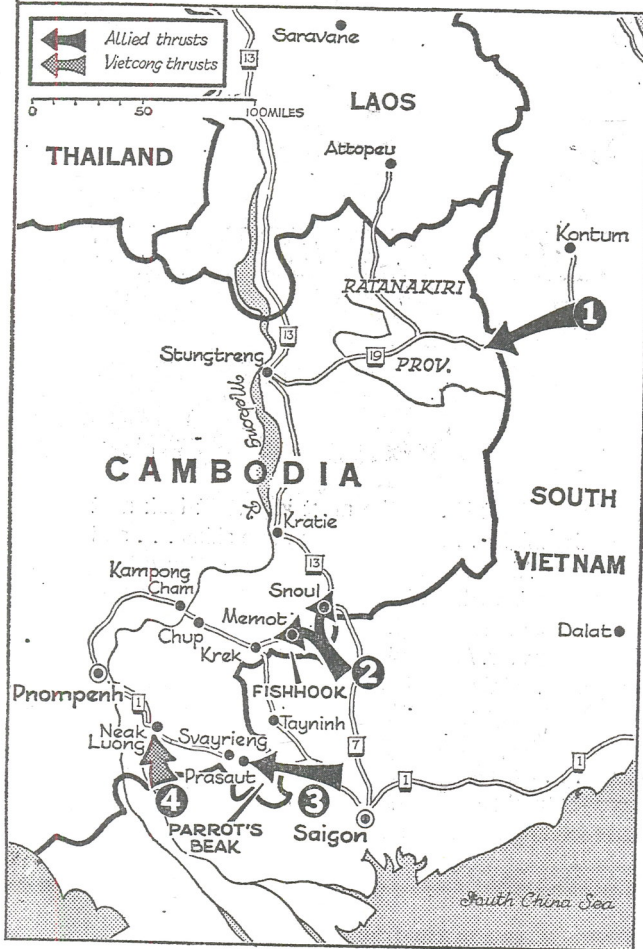 Allied thrusts
Vietcong thrusts
0 50 100 MILES
13
Saravane
LAOS
THAILAND
Attopeu
Kontum
RATANAKIRI
1
13
19
PROV.
Stungtreng
Mekong
R
CAMBODIA
SOUTH
VIETNAM
Kratie
13
Kampong
Cham
Snoul
Memot
Chup
Krek
Dalat
2
FISHHOOK
Pnompenh
1
Tayninh
Neak
Luong
Svayrieng
7
Prasaut
1
1
4
3
PARROT'S
BEAK
Saigon
South China Sea